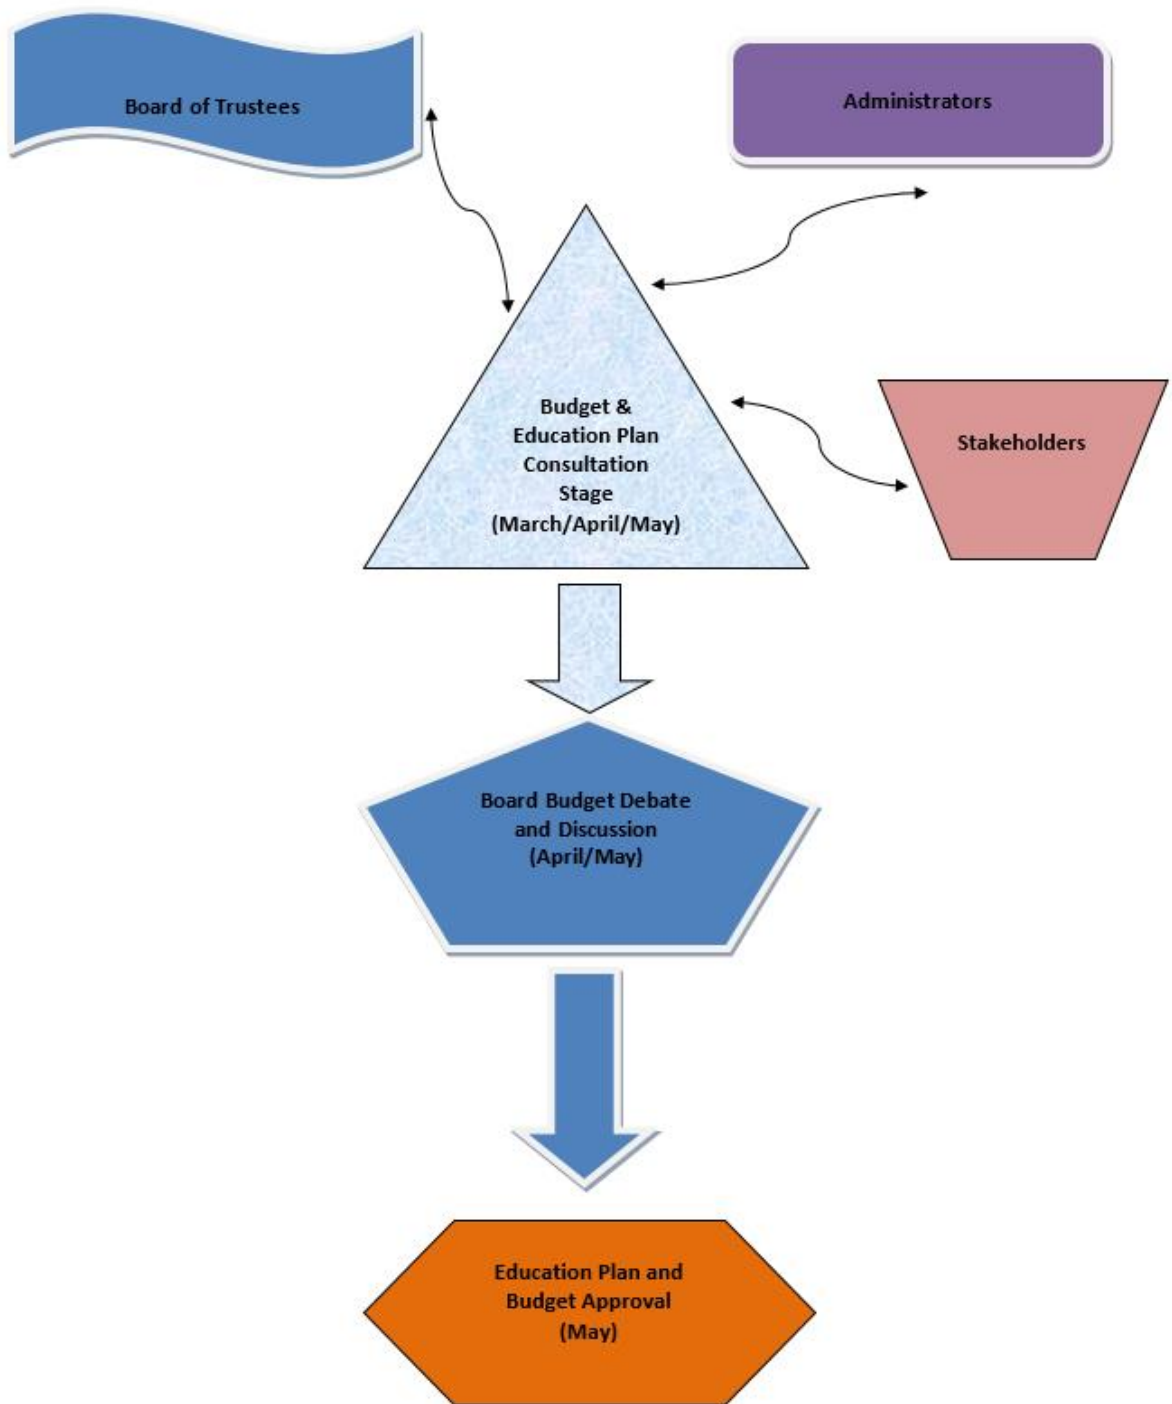 Board of Trustees
Administrators
Budget &
Education Plan
Consultation
Stage
(March/April/May)
Stakeholders
Board Budget Debate
and Discussion
(April/May)
Education Plan and
Budget Approval
(May)